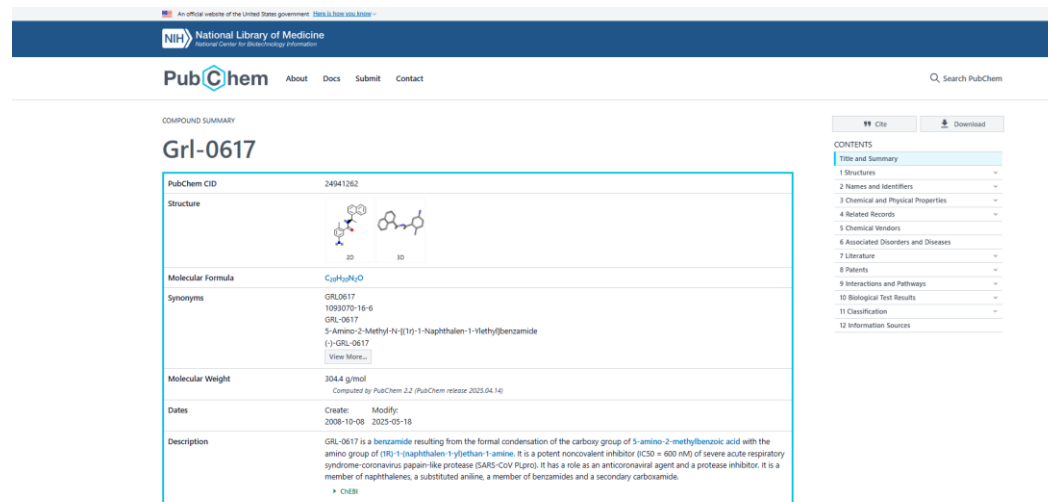 An official website of the United States government Here is how you know
NIH National Library of Medicine
National Center for Biotechnology Information
PubChem About Docs Submit Contact Search PubChem
COMPOUND SUMMARY
Grl-0617
Cite Download
CONTENTS
Title and Summary
1 Structures
2 Names and Identifiers
3 Chemical and Physical Properties
4 Related Records
5 Chemical Vendors
6 Associated Disorders and Diseases
7 Literature
8 Patents
9 Interactions and Pathways
10 Biological Test Results
11 Classification
12 Information Sources
PubChem CID 24941262
Structure
2D 3D
Molecular Formula C₂₀H₂₀N₂O
Synonyms GRL0617
1093070-16-6
GRL-0617
5-Amino-2-Methyl-N-[(1r)-1-Naphthalen-1-Ylethyl]benzamide
(-)-GRL-0617
View More...
Molecular Weight 304.4 g/mol
Computed by PubChem 2.2 (PubChem release 2025.04.14)
Dates Create: Modify:
2008-10-08 2025-05-18
Description GRL-0617 is a benzamide resulting from the formal condensation of the carboxy group of 5-amino-2-methylbenzoic acid with the
amino group of (1R)-1-(naphthalen-1-yl)ethan-1-amine. It is a potent noncovalent inhibitor (IC50 = 600 nM) of severe acute respiratory
syndrome-coronavirus papain-like protease (SARS-CoV PLpro). It has a role as an anticoronaviral agent and a protease inhibitor. It is a
member of naphthalenes, a substituted aniline, a member of benzamides and a secondary carboxamide.
ChEBI